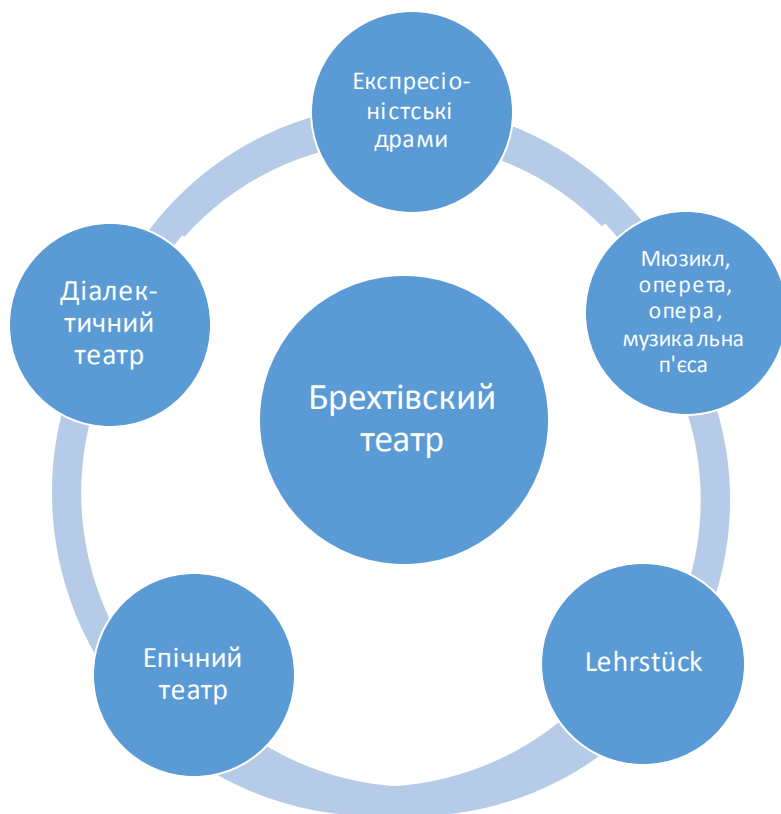 Експресіо-
ністські
драми
Мюзикл,
оперета,
опера,
музикальна
п'єса
Діалек-
тичний
театр
Брехтівский
театр
Епічний
театр
Lehrstück